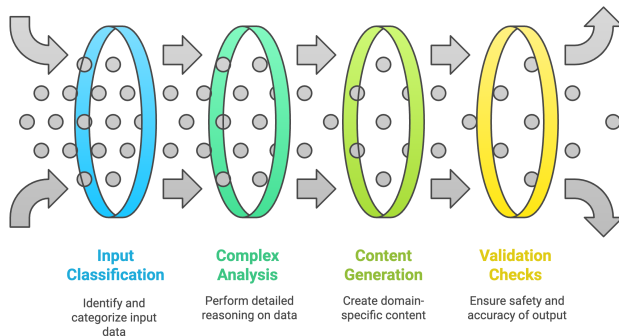 Input
Classification
Identify and
categorize input
data
Complex
Analysis
Perform detailed
reasoning on data
Content
Generation
Create domain-
specific content
Validation
Checks
Ensure safety and
accuracy of output